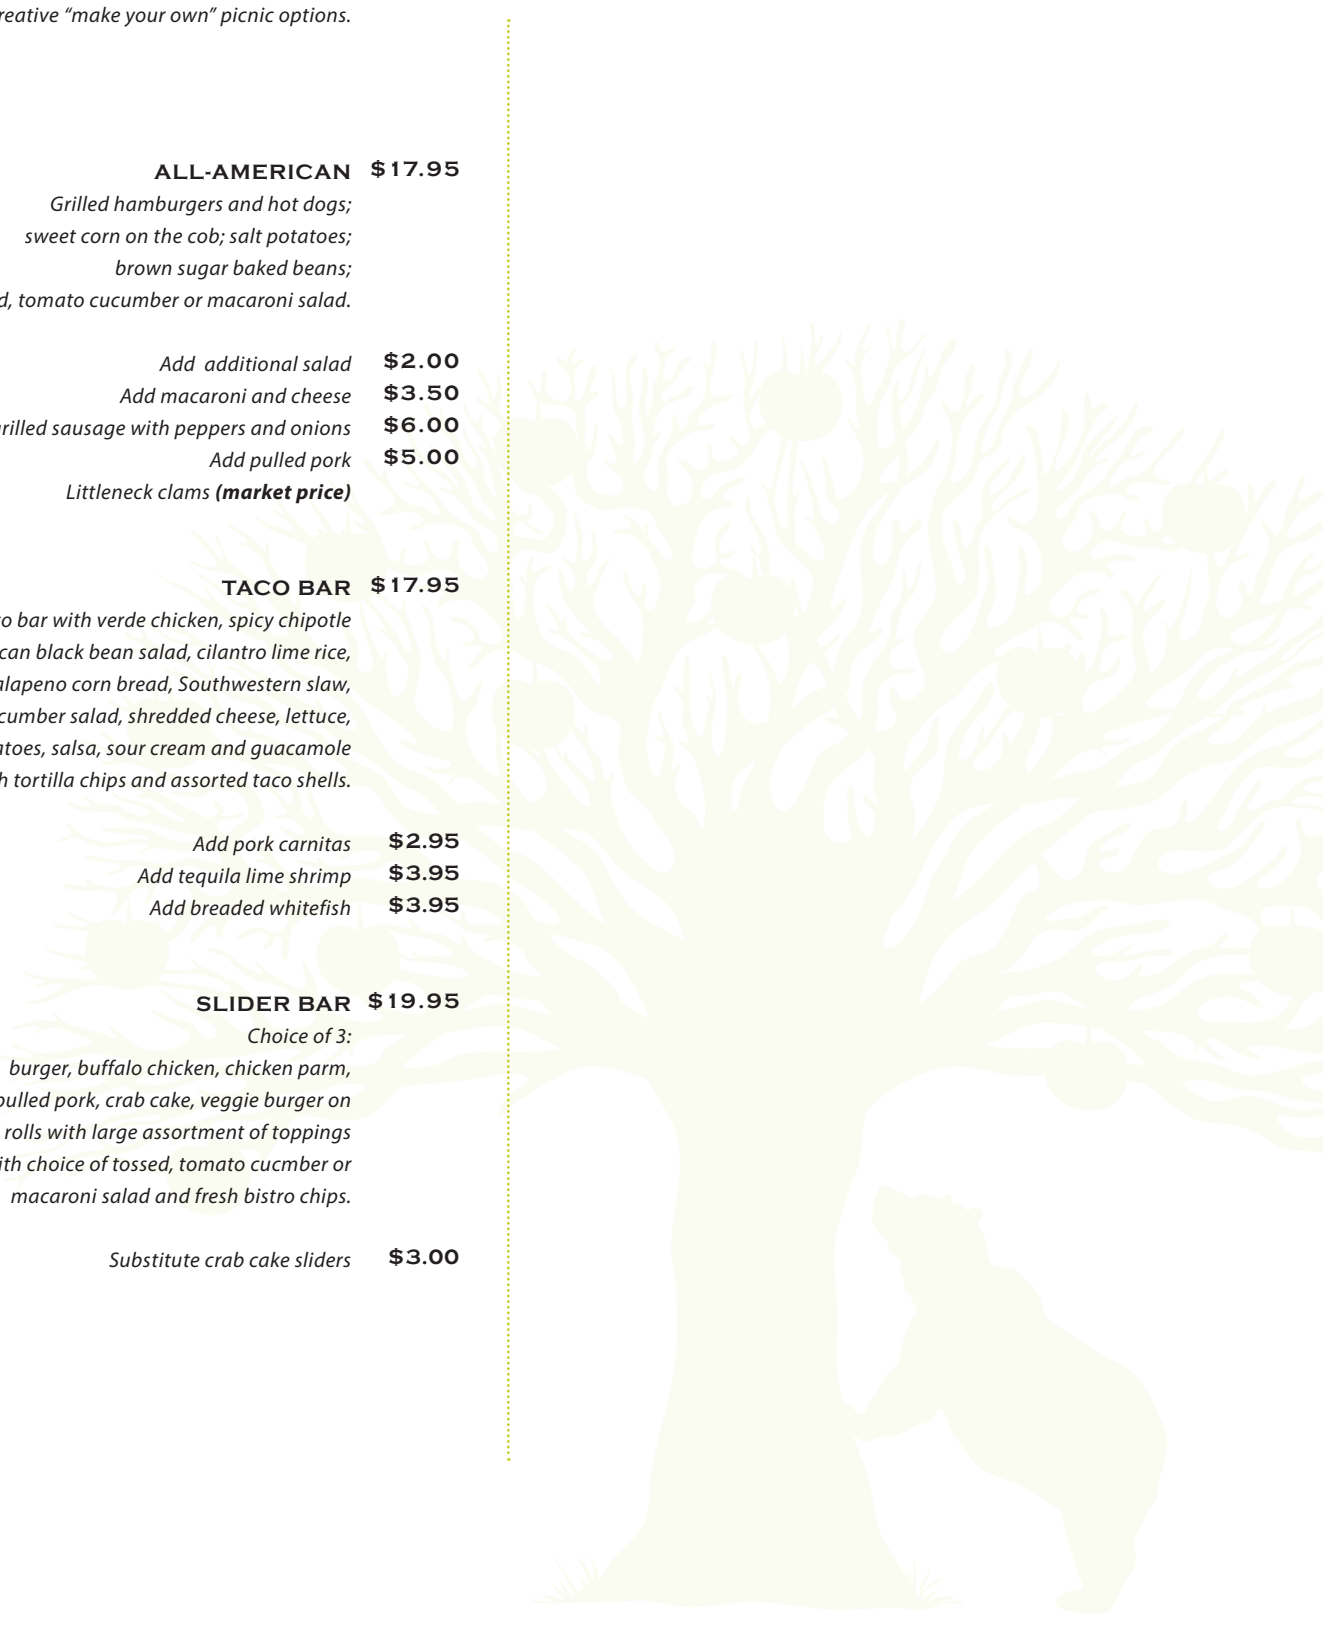 “make your own” picnic options.
ALL-AMERICAN $17.95
Grilled hamburgers and hot dogs;
sweet corn on the cob; salt potatoes;
brown sugar baked beans;
tomato cucumber or macaroni salad.
Add additional salad $2.00
Add macaroni and cheese $3.50
sausage with peppers and onions $6.00
Add pulled pork $5.00
Littleneck clams (market price)
TACO BAR $17.95
bar with verde chicken, spicy chipotle
black bean salad, cilantro lime rice,
corn bread, Southwestern slaw,
salad, shredded cheese, lettuce,
salsa, sour cream and guacamole
tortilla chips and assorted taco shells.
Add pork carnitas $2.95
Add tequila lime shrimp $3.95
Add breaded whitefish $3.95
SLIDER BAR $19.95
Choice of 3:
burger, buffalo chicken, chicken parm,
pulled pork, crab cake, veggie burger on
rolls with large assortment of toppings
choice of tossed, tomato cucmber or
macaroni salad and fresh bistro chips.
Substitute crab cake sliders $3.00